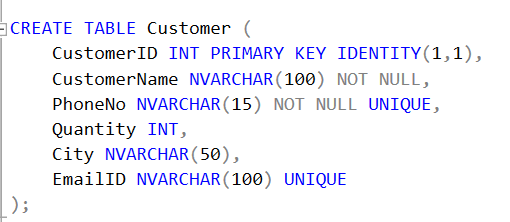 CREATE TABLE Customer (
    CustomerID INT PRIMARY KEY IDENTITY(1,1),
    CustomerName NVARCHAR(100) NOT NULL,
    PhoneNo NVARCHAR(15) NOT NULL UNIQUE,
    Quantity INT,
    City NVARCHAR(50),
    EmailID NVARCHAR(100) UNIQUE
);